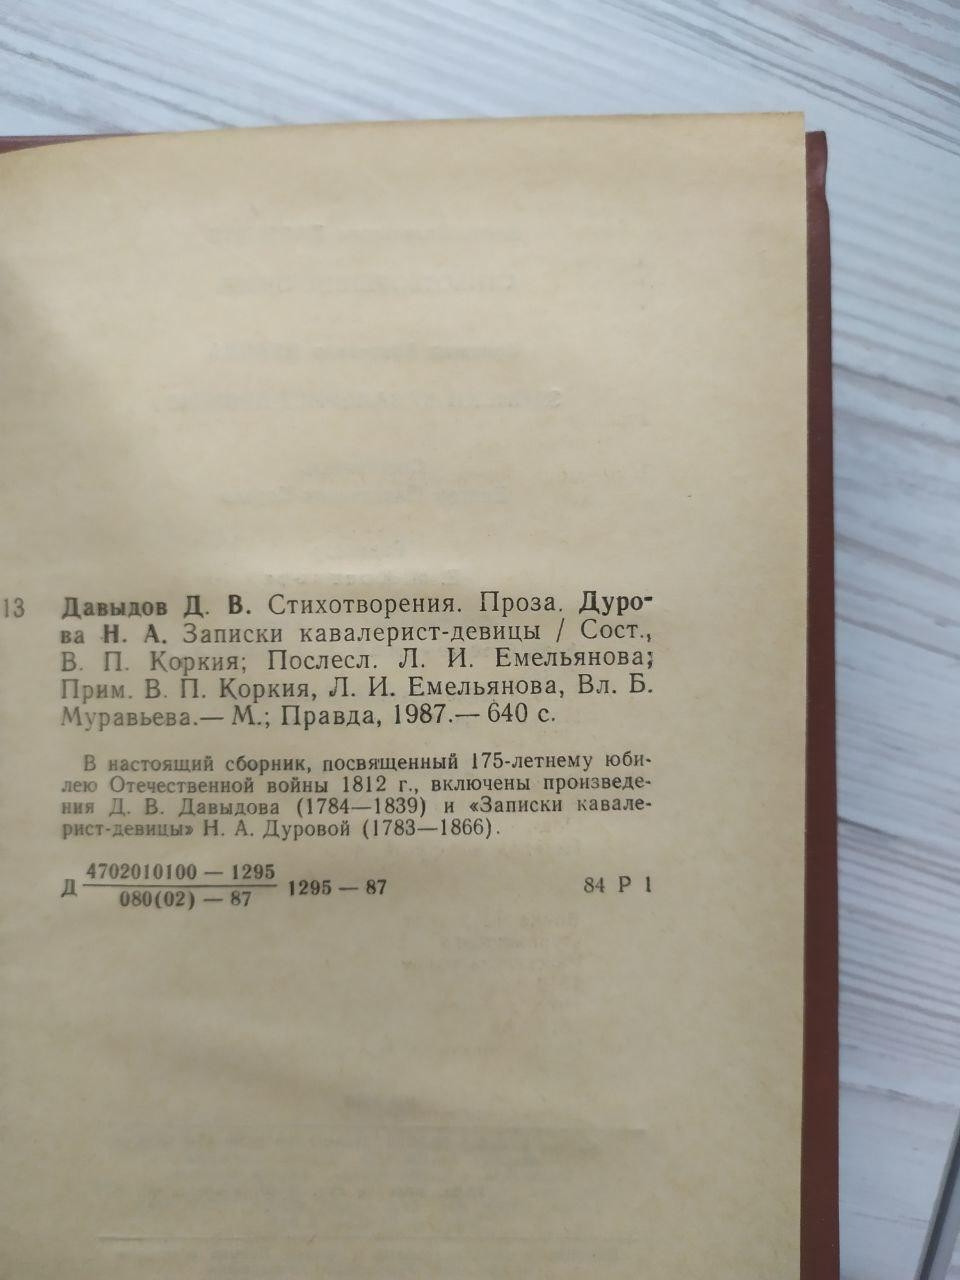 13 Давыдов Д. В. Стихотворения. Проза. Дуро-
ва Н. А. Записки кавалерист-девицы / Сост.,
В. П. Коркия; Послесл. Л. И. Емельянова;
Прим. В. П. Коркия, Л. И. Емельянова, Вл. Б.
Муравьева.— М.; Правда, 1987.— 640 с.
В настоящий сборник, посвященный 175-летнему юби-
лею Отечественной войны 1812 г., включены произведе-
ния Д. В. Давыдова (1784—1839) и «Записки кавале-
рист-девицы» Н. А. Дуровой (1783—1866).
4702010100 — 1295
Д 1295 — 87 84 Р 1
080(02) — 87